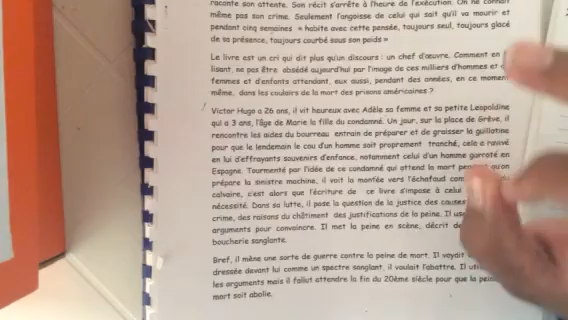 raconte son attente. Son récit s'arrête à l'heure de l'exécution. On ne connaît
même pas son crime. Seulement l'angoisse de celui qui sait qu'il va mourir et
pendant cinq semaines « habite avec cette pensée, toujours seul, toujours glacé
de sa présence, toujours courbé sous son poids »
Le livre est un cri qui dit plus qu'un discours : un chef d'œuvre. Comment en
lisant, ne pas être obsédé aujourd'hui par l'image de ces milliers d'hommes et
femmes et d'enfants attendant, eux aussi, pendant des années, en ce moment
même, dans les couloirs de la mort des prisons américaines ?
Victor Hugo a 26 ans, il vit heureux avec Adèle sa femme et sa petite Leopoldine
qui a 3 ans, l'âge de Marie la fille du condamné. Un jour, sur la place de Grève, il
rencontre les aides du bourreau entrain de préparer et de graisser la guillotine
pour que le lendemain le cou d'un homme soit proprement tranché, cela a ravivé
en lui d'effrayants souvenirs d'enfance, notamment celui d'un homme garroté en
Espagne. Tourmenté par l'idée de ce condamné qui attend la mort pendant qu'on
prépare la sinistre machine, il voit la montée vers l'échafaud com
calvaire, c'est alors que l'écriture de ce livre s'impose à celui
nécessité. Dans sa lutte, il pose la question de la justice des causes
crime, des raisons du châtiment des justifications de la peine. Il us
arguments pour convaincre. Il met la peine en scène, décrit de
boucherie sanglante.
Bref, il mène une sorte de guerre contre la peine de mort. Il voyait
dressée devant lui comme un spectre sanglant, il voulait l'abattre. Il uti
les arguments mais il fallut attendre la fin du 20ème siècle pour que la pein
mort soit abolie.